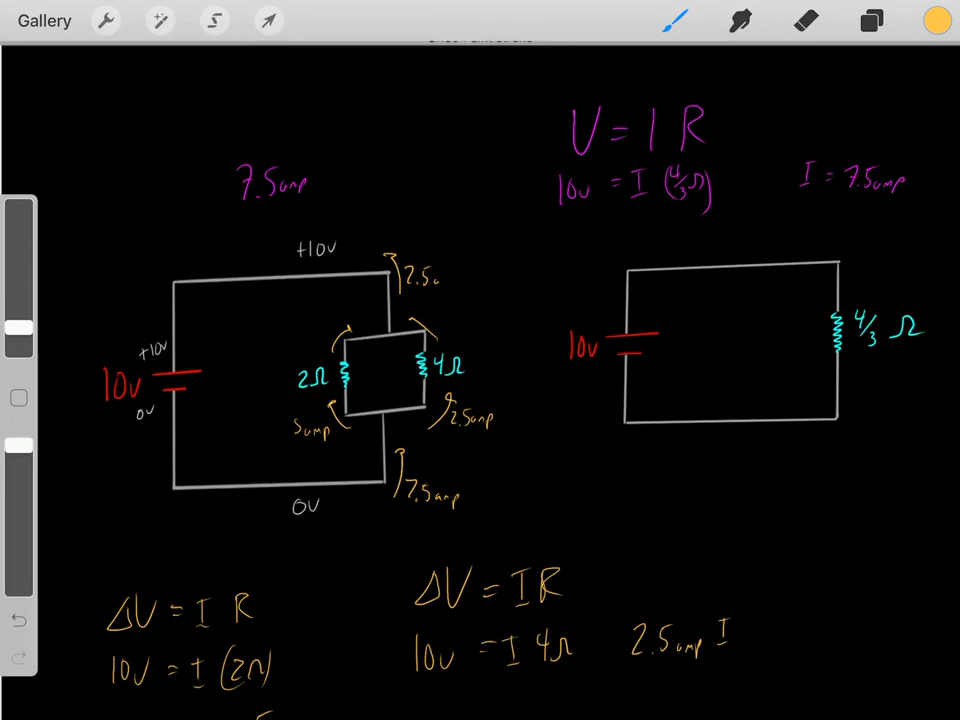 Gallery
V = I R
10v = I (4/3Ω)
I = 7.5amp
7.5amp
+10v
2.5a
+10v
10v
0v
2Ω
4Ω
5amp
2.5amp
7.5amp
0v
10v
4/3 Ω
ΔV = I R
10v = I (2Ω)
5
ΔV = I R
10v = I 4Ω
2.5amp I